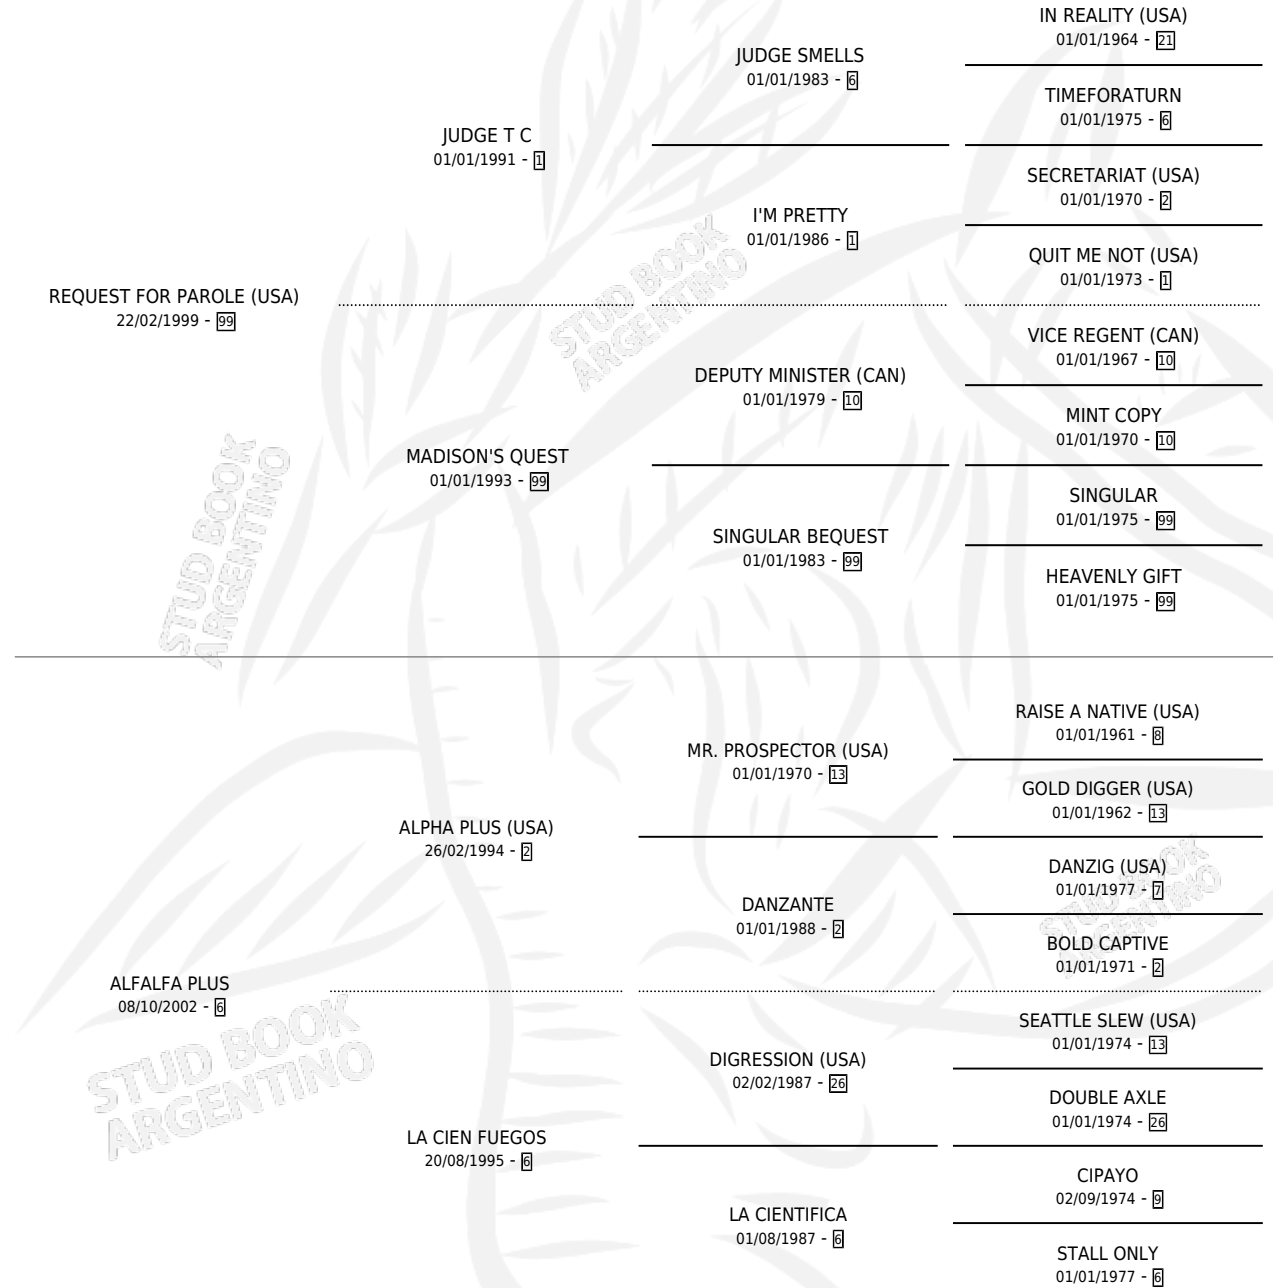 REQUEST FOR PAROLE (USA)
22/02/1999 - 99
JUDGE T C
01/01/1991 - 1
JUDGE SMELLS
01/01/1983 - 6
IN REALITY (USA)
01/01/1964 - 21
TIMEFORATURN
01/01/1975 - 6
I'M PRETTY
01/01/1986 - 1
SECRETARIAT (USA)
01/01/1970 - 2
QUIT ME NOT (USA)
01/01/1973 - 1
MADISON'S QUEST
01/01/1993 - 99
DEPUTY MINISTER (CAN)
01/01/1979 - 10
VICE REGENT (CAN)
01/01/1967 - 10
MINT COPY
01/01/1970 - 10
SINGULAR BEQUEST
01/01/1983 - 99
SINGULAR
01/01/1975 - 99
HEAVENLY GIFT
01/01/1975 - 99
ALFALFA PLUS
08/10/2002 - 6
ALPHA PLUS (USA)
26/02/1994 - 2
MR. PROSPECTOR (USA)
01/01/1970 - 13
RAISE A NATIVE (USA)
01/01/1961 - 8
GOLD DIGGER (USA)
01/01/1962 - 13
DANZANTE
01/01/1988 - 2
DANZIG (USA)
01/01/1977 - 7
BOLD CAPTIVE
01/01/1971 - 2
LA CIEN FUEGOS
20/08/1995 - 6
DIGRESSION (USA)
02/02/1987 - 26
SEATTLE SLEW (USA)
01/01/1974 - 13
DOUBLE AXLE
01/01/1974 - 26
LA CIENTIFICA
01/08/1987 - 6
CIPAYO
02/09/1974 - 9
STALL ONLY
01/01/1977 - 6
STUD BOOK
ARGENTINO
STUD BOOK
ARGENTINO
STUD BOOK
ARGENTINO
STUD BOOK
ARGENTINO